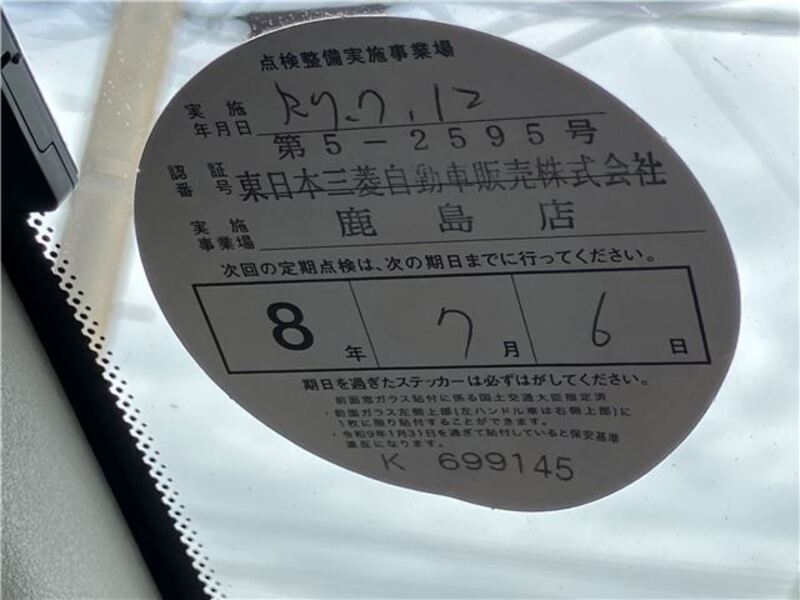 点検整備実施事業場
実施年月日 R7.7.12
認証番号 第5-2595号
東日本三菱自動車販売株式会社
実施事業場 鹿島店
次回の定期点検は、次の期日までに行ってください。
8年 7月 6日
期日を過ぎたステッカーは必ずはがしてください。
前面窓ガラス貼付に係る国土交通大臣指定済
・前面ガラス左側上部(左ハンドル車は右側上部)に
1枚に限り貼付することができます。
・令和9年1月31日を過ぎて貼付していると保安基準
違反になります。
K 699145